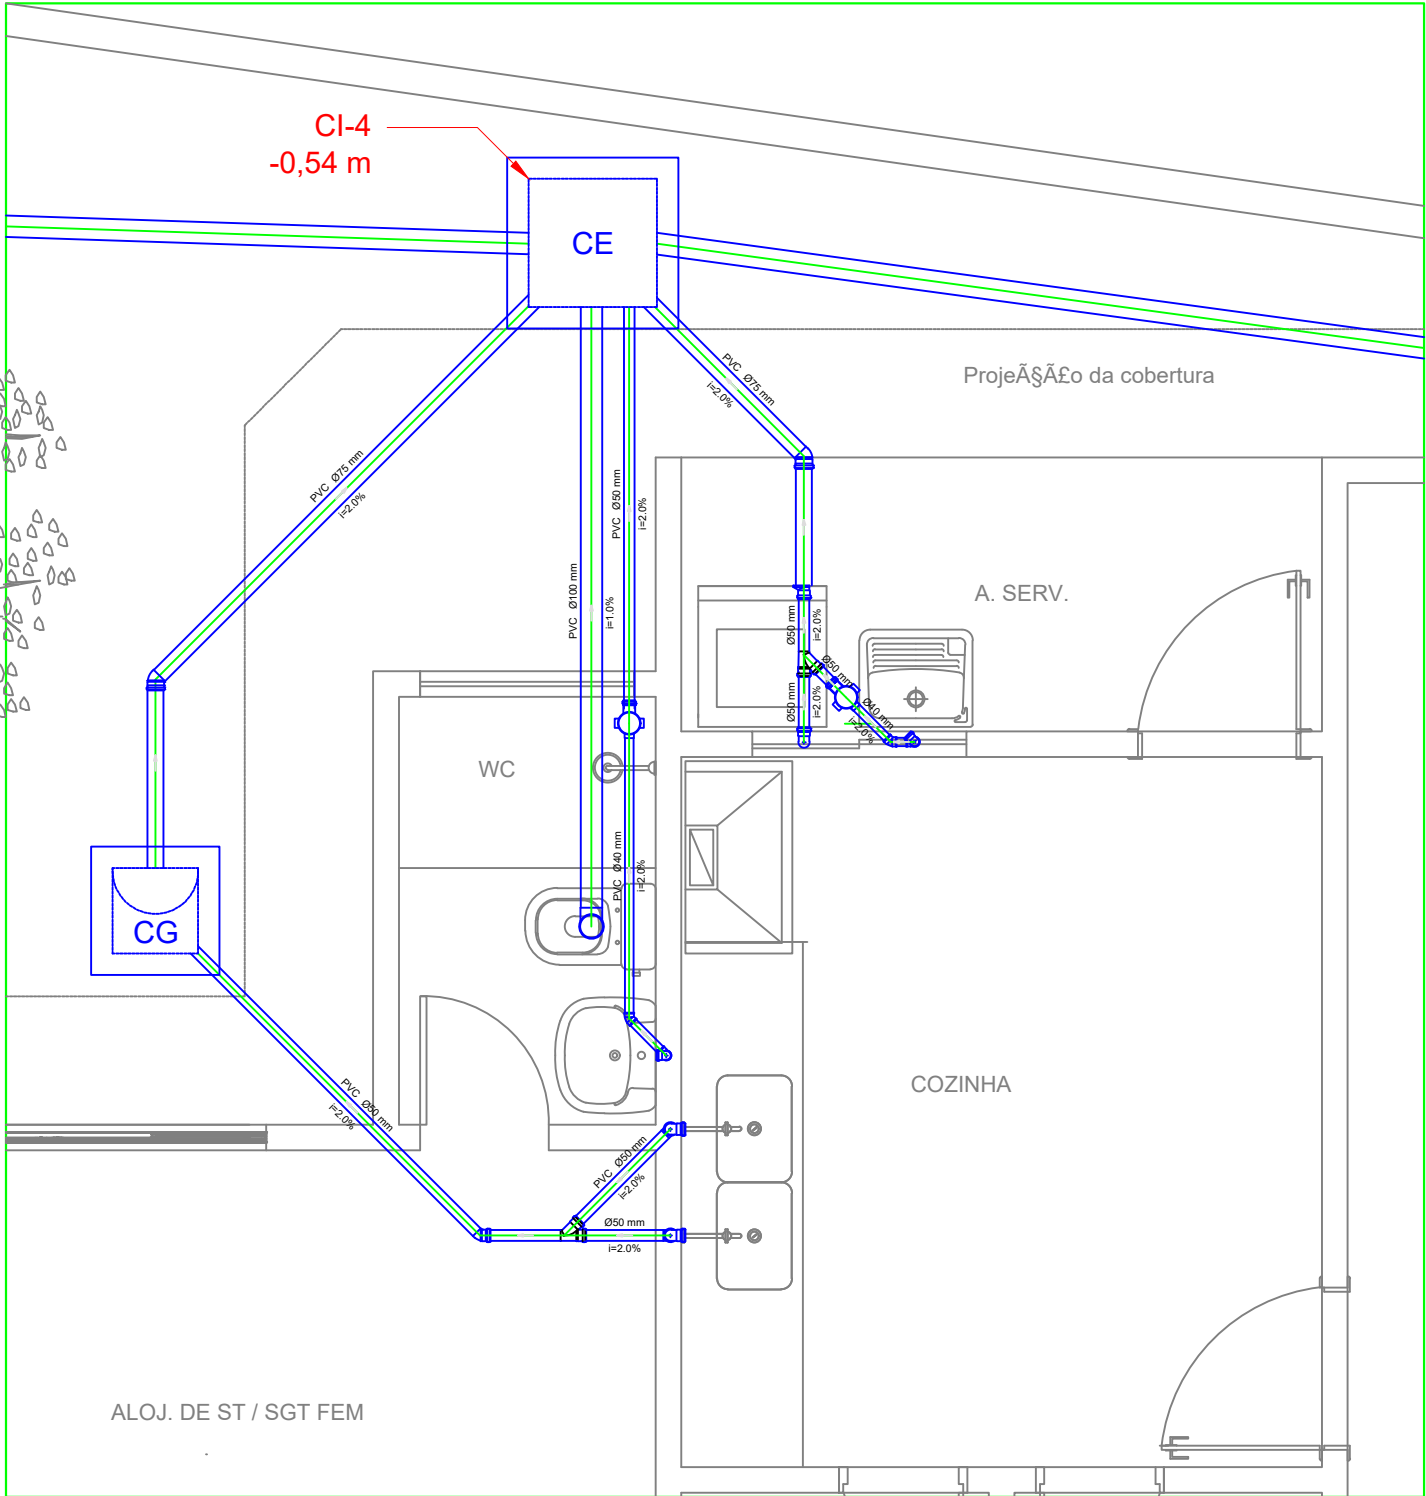 CI-4
-0,54 m
CE
PVC Ø75 mm
i=2.0%
ProjeÃ§Ã£o da cobertura
PVC Ø75 mm
i=2.0%
PVC Ø50 mm
i=2.0%
PVC Ø100 mm
i=1.0%
A. SERV.
Ø50 mm
i=2.0%
Ø50 mm
Ø50 mm
i=2.0%
Ø40 mm
i=2.0%
WC
PVC Ø40 mm
i=2.0%
CG
COZINHA
PVC Ø50 mm
i=2.0%
PVC Ø50 mm
i=2.0%
Ø50 mm
i=2.0%
ALOJ. DE ST / SGT FEM
.